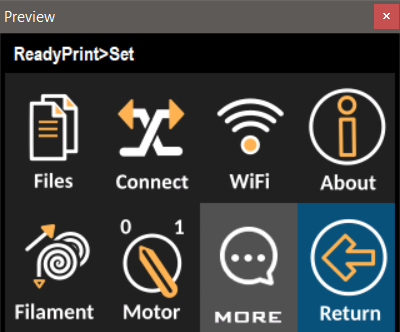 Preview
ReadyPrint>Set
Files Connect WiFi About
0 1
Filament Motor MORE Return